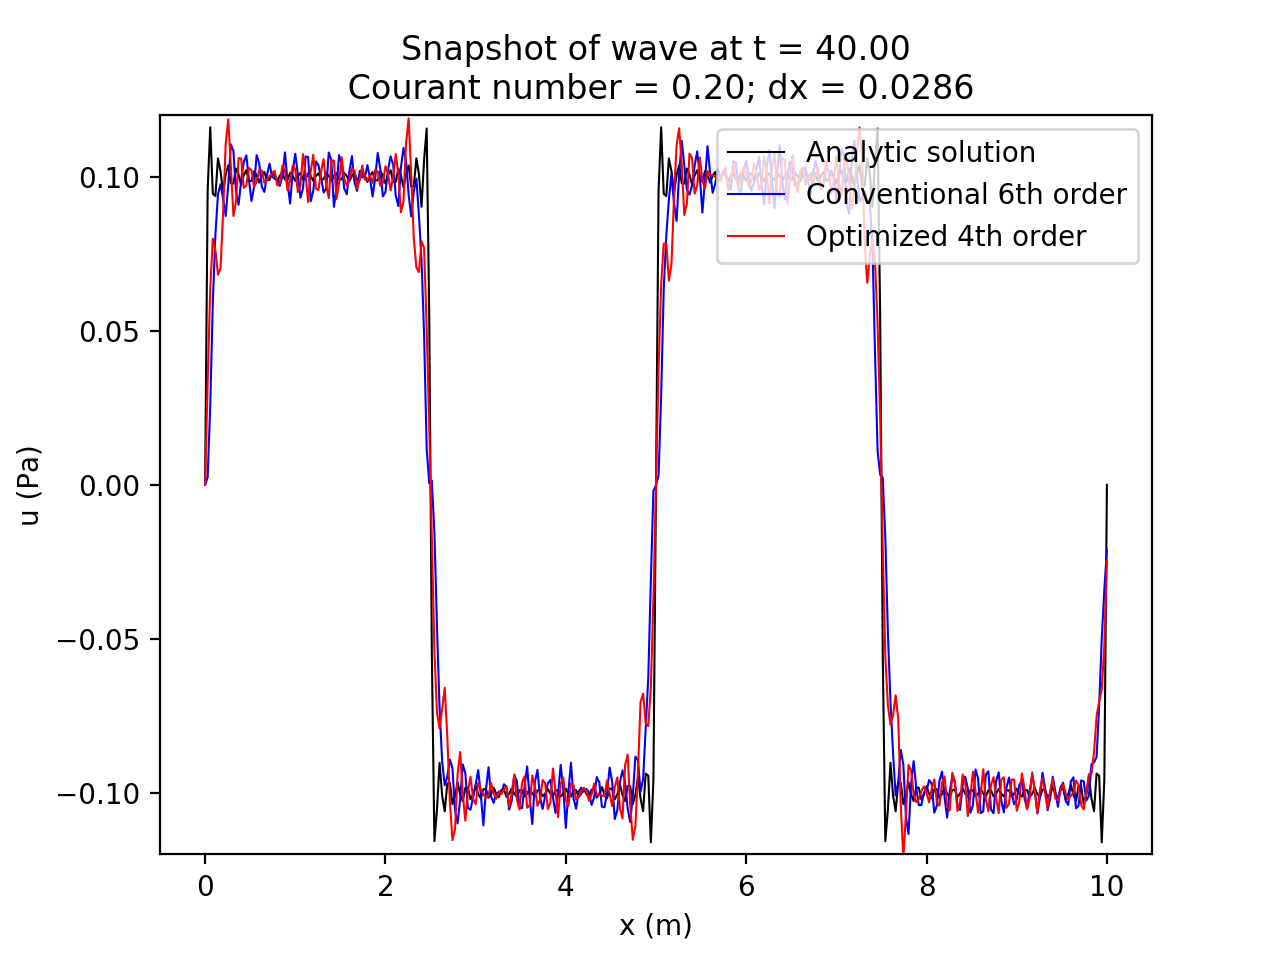 Snapshot of wave at t = 40.00
Courant number = 0.20; dx = 0.0286
Analytic solution
Conventional 6th order
Optimized 4th order
u (Pa)
0.10
0.05
0.00
−0.05
−0.10
0 2 4 6 8 10
x (m)